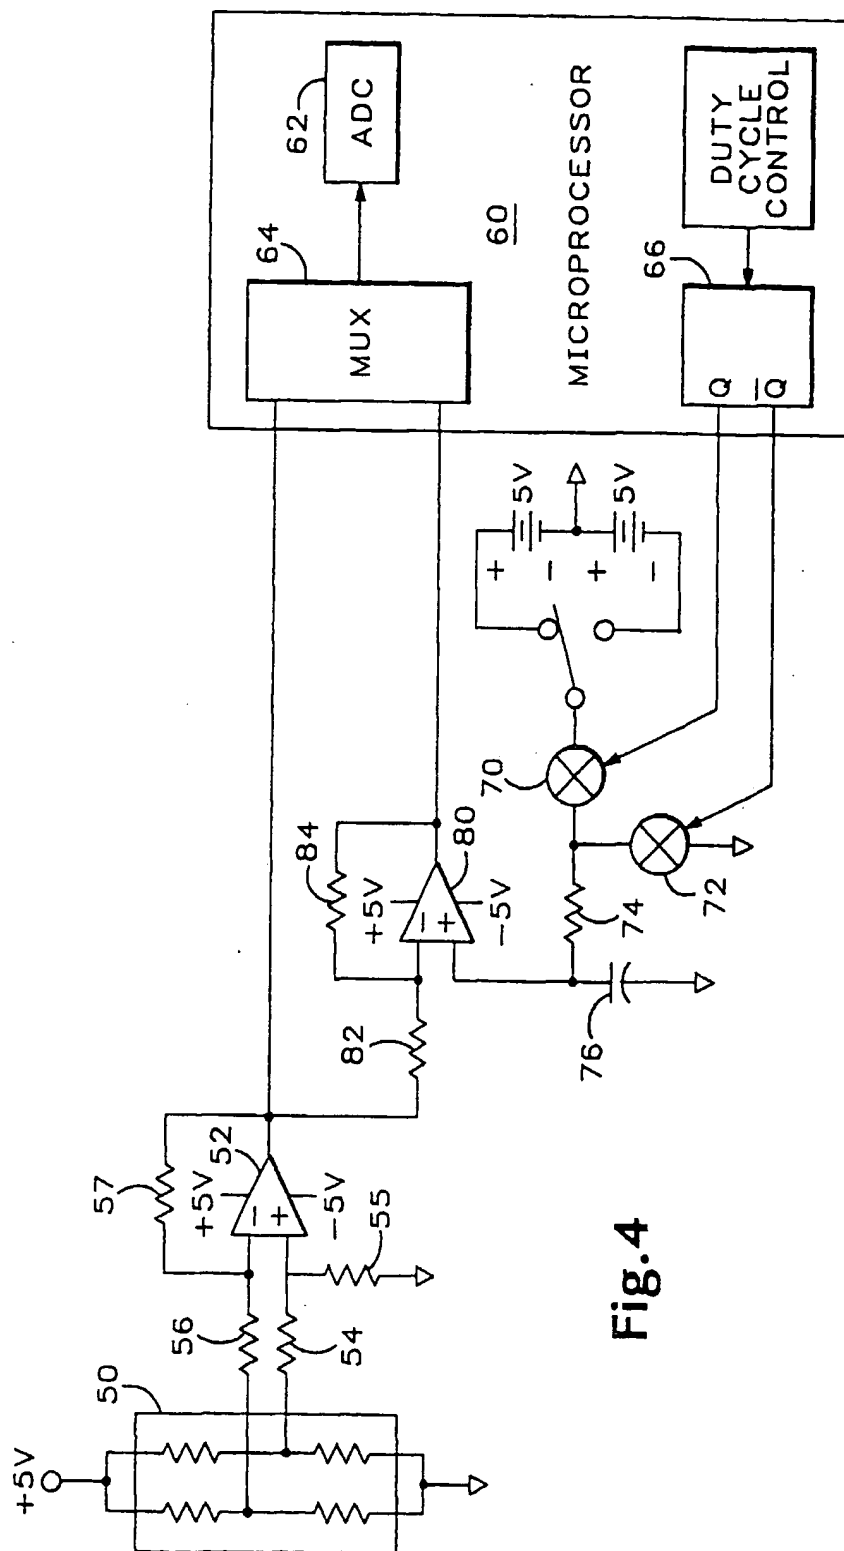 +5V
50
56
54
57
+5V
52
−
+
−5V
55
82
84
+5V
−
+
80
−5V
76
74
70
72
+
5V
−
+
5V
−
MUX
64
62
ADC
60
MICROPROCESSOR
66
Q
Q̅
DUTY
CYCLE
CONTROL
Fig.4